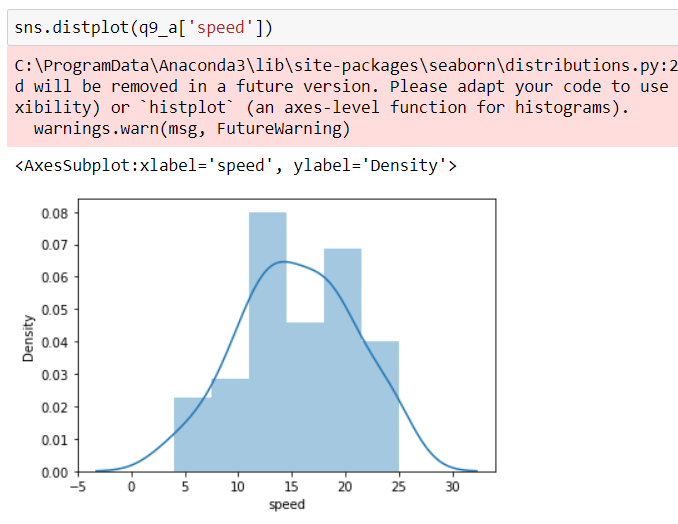 sns.distplot(q9_a['speed'])
C:\ProgramData\Anaconda3\lib\site-packages\seaborn\distributions.py:2
d will be removed in a future version. Please adapt your code to use
xibility) or `histplot` (an axes-level function for histograms).
warnings.warn(msg, FutureWarning)
<AxesSubplot:xlabel='speed', ylabel='Density'>
0.08
0.07
0.06
0.05
0.04
0.03
0.02
0.01
0.00
Density
−5 0 5 10 15 20 25 30
speed